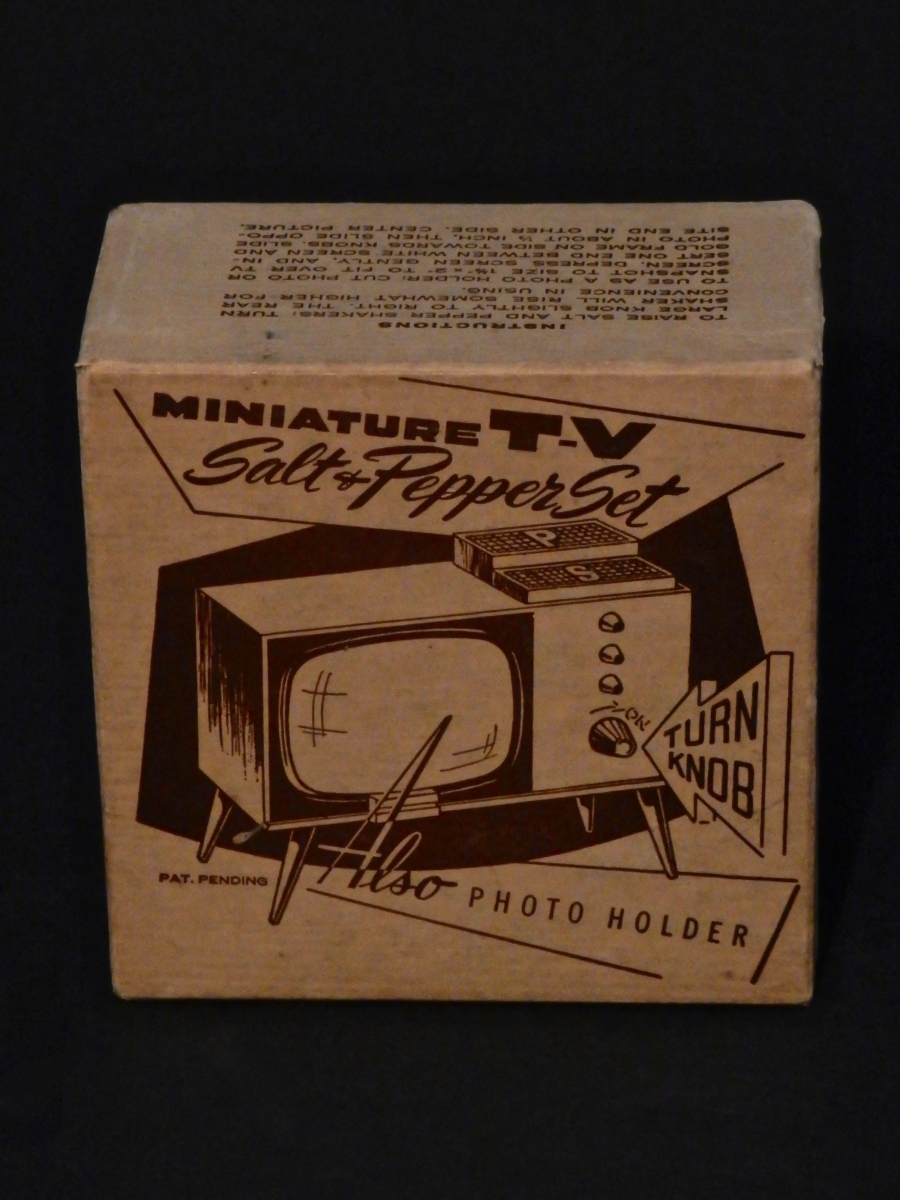 INSTRUCTIONS
TO RAISE SALT AND PEPPER SHAKERS: TURN
LARGE KNOB SLIGHTLY TO RIGHT. THE REAR
SHAKER WILL RISE SOMEWHAT HIGHER FOR
CONVENIENCE IN USING.
TO USE AS A PHOTO HOLDER: CUT PHOTO OR
SNAPSHOT TO SIZE 1¾" x 2" TO FIT OVER TV
SCREEN. DEPRESS SCREEN GENTLY, AND IN-
SERT ONE END BETWEEN WHITE SCREEN AND
GOLD FRAME ON SIDE TOWARDS KNOBS. SLIDE
PHOTO IN ABOUT ½ INCH, THEN SLIDE OPPO-
SITE END IN OTHER SIDE. CENTER PICTURE.
MINIATURE T-V
Salt & Pepper Set
P
S
ON
TURN
KNOB
PAT. PENDING
Also PHOTO HOLDER